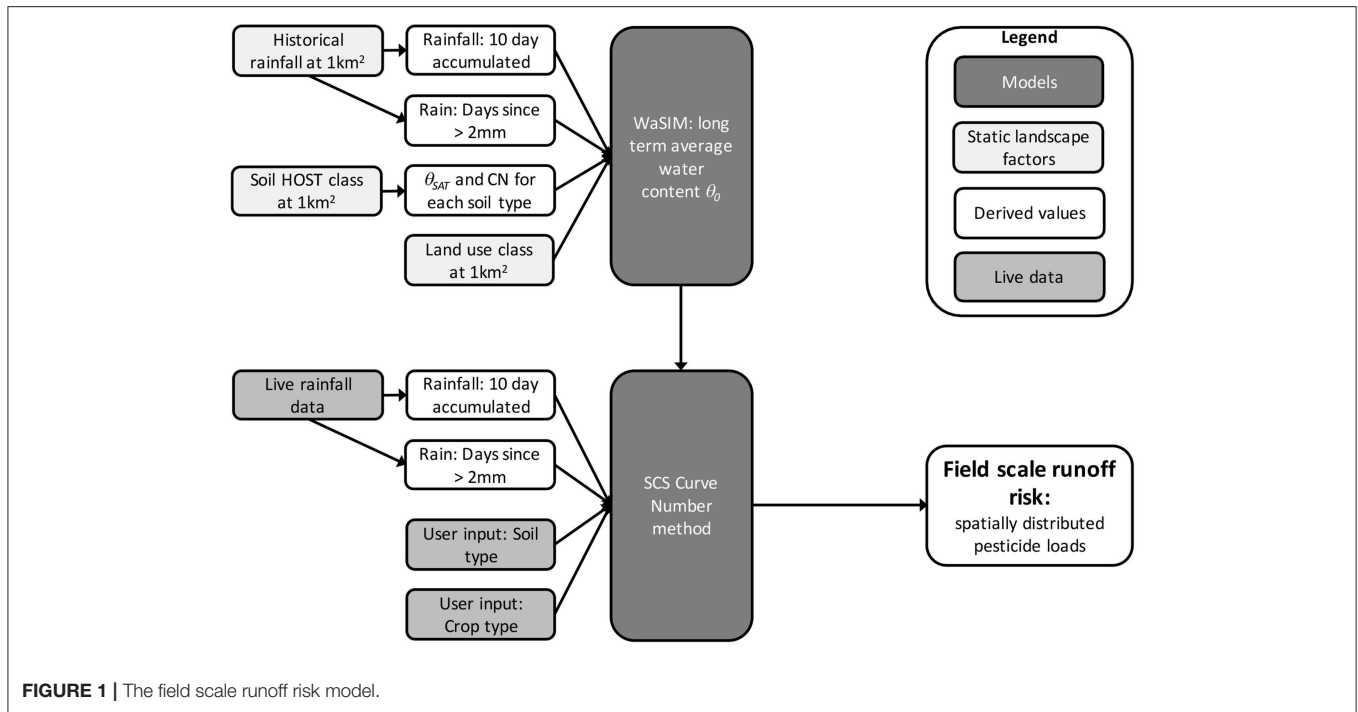 Historical
rainfall at 1km²
Rainfall: 10 day
accumulated
Rain: Days since
> 2mm
Soil HOST class
at 1km²
θSAT and CN for
each soil type
Land use class
at 1km²
WaSIM: long
term average
water
content θ0
Legend
Models
Static landscape
factors
Derived values
Live data
Live rainfall
data
Rainfall: 10 day
accumulated
Rain: Days since
> 2mm
User input: Soil
type
User input:
Crop type
SCS Curve
Number
method
Field scale runoff
risk:
spatially distributed
pesticide loads
FIGURE 1 | The field scale runoff risk model.